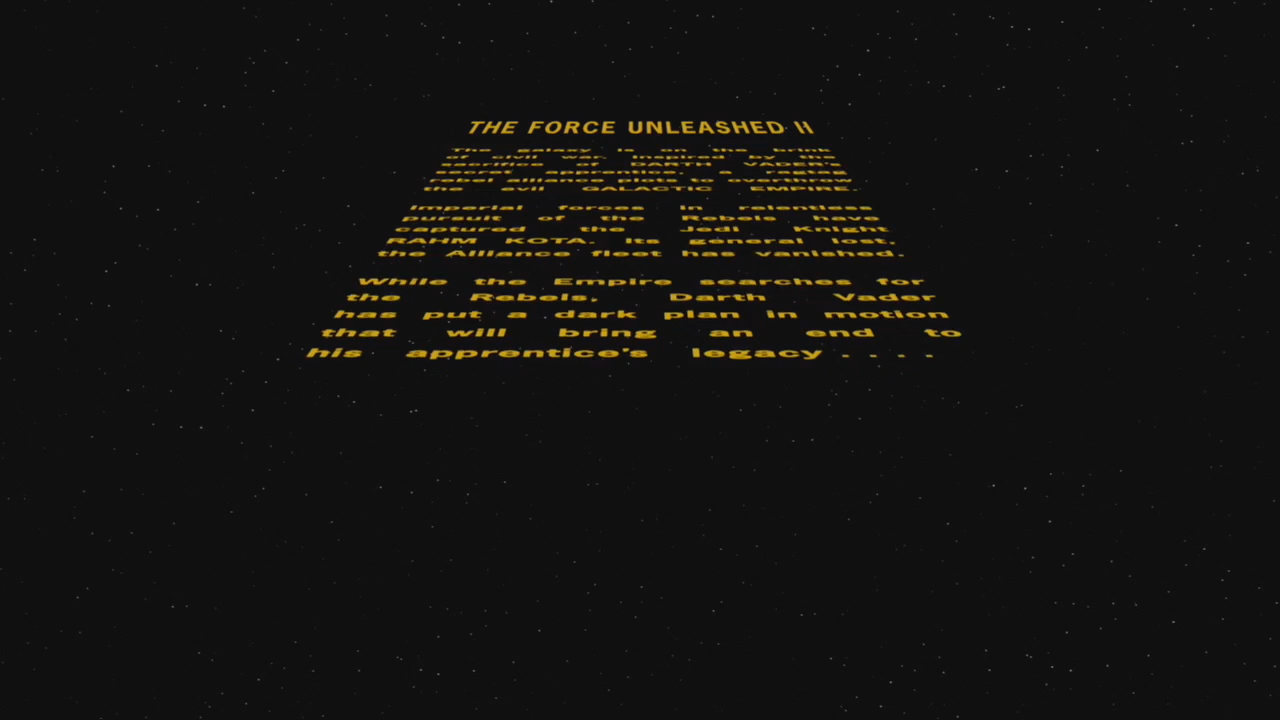 THE FORCE UNLEASHED II
The galaxy is on the brink
of civil war. Inspired by the
sacrifice of DARTH VADER's
secret apprentice, a ragtag
rebel alliance plots to overthrow
the evil GALACTIC EMPIRE.
Imperial forces in relentless
pursuit of the Rebels have
captured the Jedi Knight
RAHM KOTA. Its general lost,
the Alliance fleet has vanished.
While the Empire searches for
the Rebels, Darth Vader
has put a dark plan in motion
that will bring an end to
his apprentice's legacy . . . .